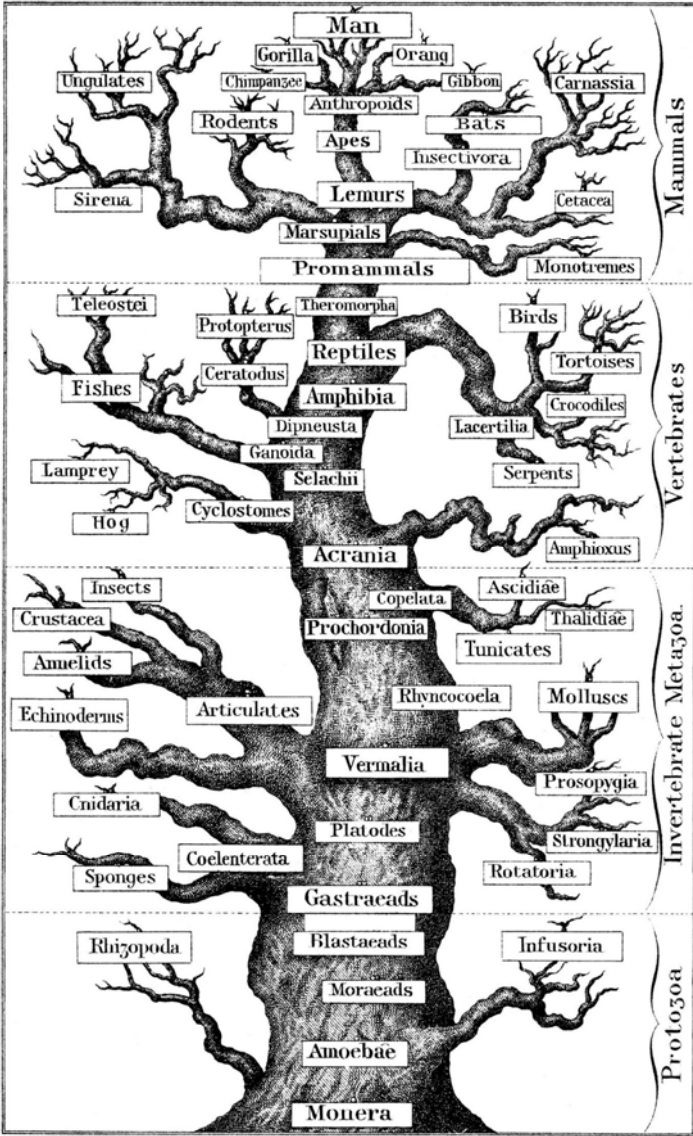 Man
Gorilla
Orang
Ungulates
Chimpanzee
Gibbon
Carnassia
Anthropoids
Rodents
Bats
Apes
Insectivora
Mammals
Sirena
Lemurs
Cetacea
Marsupials
Promammals
Monotremes
Teleostei
Theromorpha
Protopterus
Birds
Reptiles
Tortoises
Ceratodus
Fishes
Amphibia
Crocodiles
Dipneusta
Lacertilia
Ganoida
Vertebrates
Lamprey
Serpents
Selachii
Cyclostomes
Hog
Acrania
Amphioxus
Insects
Ascidiae
Copelata
Crustacea
Thalidiae
Prochordonia
Tunicates
Annelids
Rhyncocoela
Molluscs
Echinoderms
Articulates
Invertebrate Metazoa
Vermalia
Prosopygia
Cnidaria
Platodes
Strongylaria
Coelenterata
Sponges
Rotatoria
Gastraeads
Rhizopoda
Blastaeads
Infusoria
Moraeads
Protozoa
Amoebae
Monera